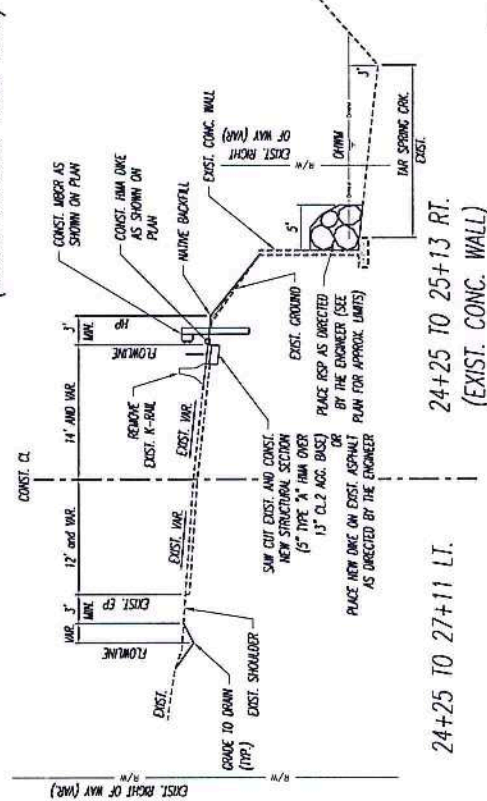 CONST. CL
12' and VAR.
14' AND VAR.
VAR.
3'
MIN.
EXIST. EP
FLOWLINE
FLOWLINE
3'
MIN.
HP
CONST. MBGR AS
SHOWN ON PLAN
CONST. HMA DIKE
AS SHOWN ON
PLAN
NATIVE BACKFILL
EXIST. CONC. WALL
EXIST. RIGHT
OF WAY (VAR)
R/W
OHWM
3'
TAR SPRING CRK.
EXIST.
5'
REMOVE
EXIST. K-RAIL
EXIST. VAR.
EXIST. VAR.
EXIST.
GRADE TO DRAIN
(TYP.)
EXIST. SHOULDER
EXIST. GROUND
PLACE RSP AS DIRECTED
BY THE ENGINEER (SEE
PLAN FOR APPROX. LIMITS)
SAW CUT EXIST. AND CONST.
NEW STRUCTURAL SECTION
(5" TYPE "A" HMA OVER
13" CL2 AGG. BASE)
OR
PLACE NEW DIKE ON EXIST. ASPHALT
AS DIRECTED BY THE ENGINEER
R/W
R/W
EXIST. RIGHT OF WAY (VAR)
24+25 TO 27+11 LT.
24+25 TO 25+13 RT.
(EXIST. CONC. WALL)